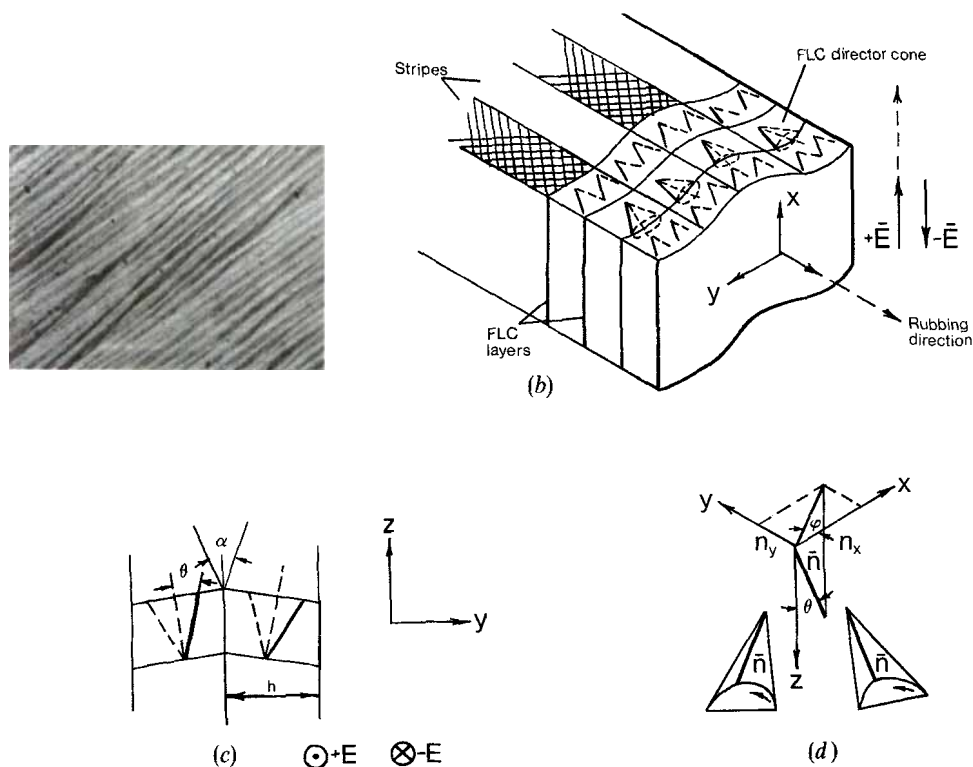 Stripes
FLC director cone
x
+Ē
-Ē
y
Rubbing
direction
FLC
layers
(b)
α
θ
z
y
h
(c)
⊙+E ⊗-E
y
x
φ
n_y
n̄
n_x
θ
z
n̄
n̄
(d)